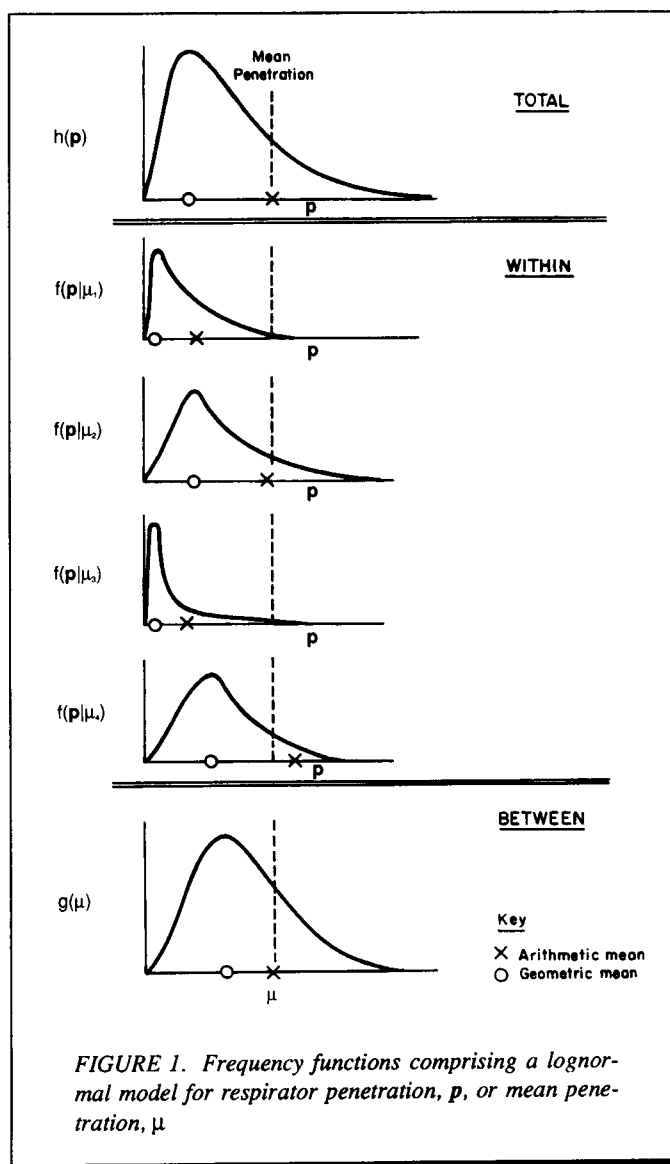 Mean
Penetration
TOTAL
h(p)
p
WITHIN
f(p|μ₁)
p
f(p|μ₂)
p
f(p|μ₃)
p
f(p|μ₄)
p
BETWEEN
g(μ)
Key
× Arithmetic mean
○ Geometric mean
μ
FIGURE 1. Frequency functions comprising a lognor-
mal model for respirator penetration, p, or mean pene-
tration, μ